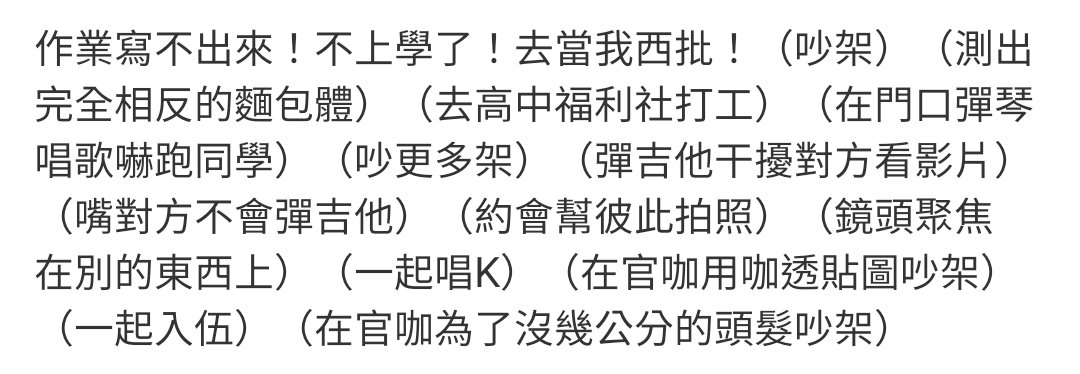 作業寫不出來！不上學了！去當我西批！（吵架）（測出
完全相反的麵包體）（去高中福利社打工）（在門口彈琴
唱歌嚇跑同學）（吵更多架）（彈吉他干擾對方看影片）
（嘴對方不會彈吉他）（約會幫彼此拍照）（鏡頭聚焦
在別的東西上）（一起唱K）（在官咖用咖透貼圖吵架）
（一起入伍）（在官咖為了沒幾公分的頭髮吵架）